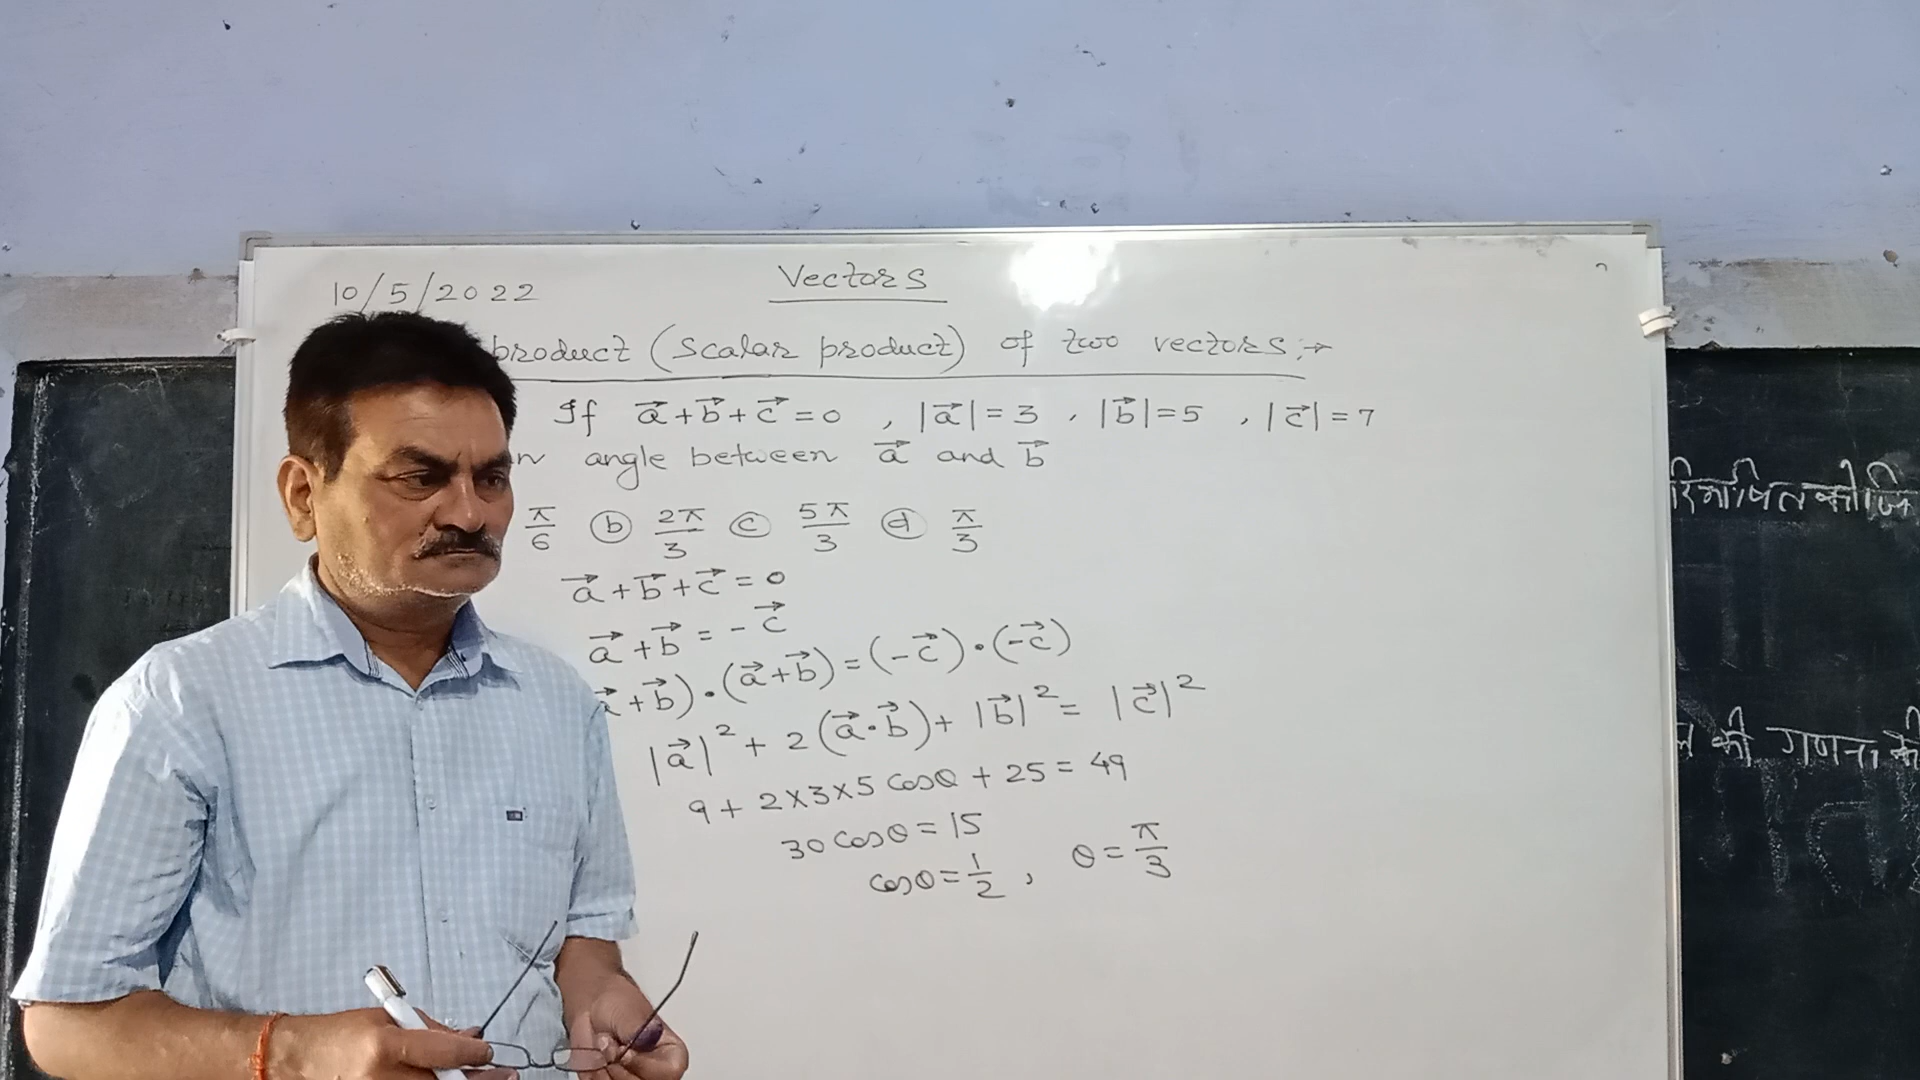 10/5/2022
Vectors
product (Scalar product) of two vectors:→
If a⃗+b⃗+c⃗=0 , |a⃗|=3 , |b⃗|=5 , |c⃗|=7
angle between a⃗ and b⃗
π/6 (b) 2π/3 (c) 5π/3 (d) π/3
a⃗+b⃗+c⃗=0
a⃗+b⃗=-c⃗
a⃗+b⃗)•(a⃗+b⃗)=(-c⃗)•(-c⃗)
|a⃗|²+2(a⃗•b⃗)+|b⃗|²=|c⃗|²
9+2×3×5 cosθ+25=49
30 cosθ=15
cosθ=1/2 , θ=π/3
की गणना